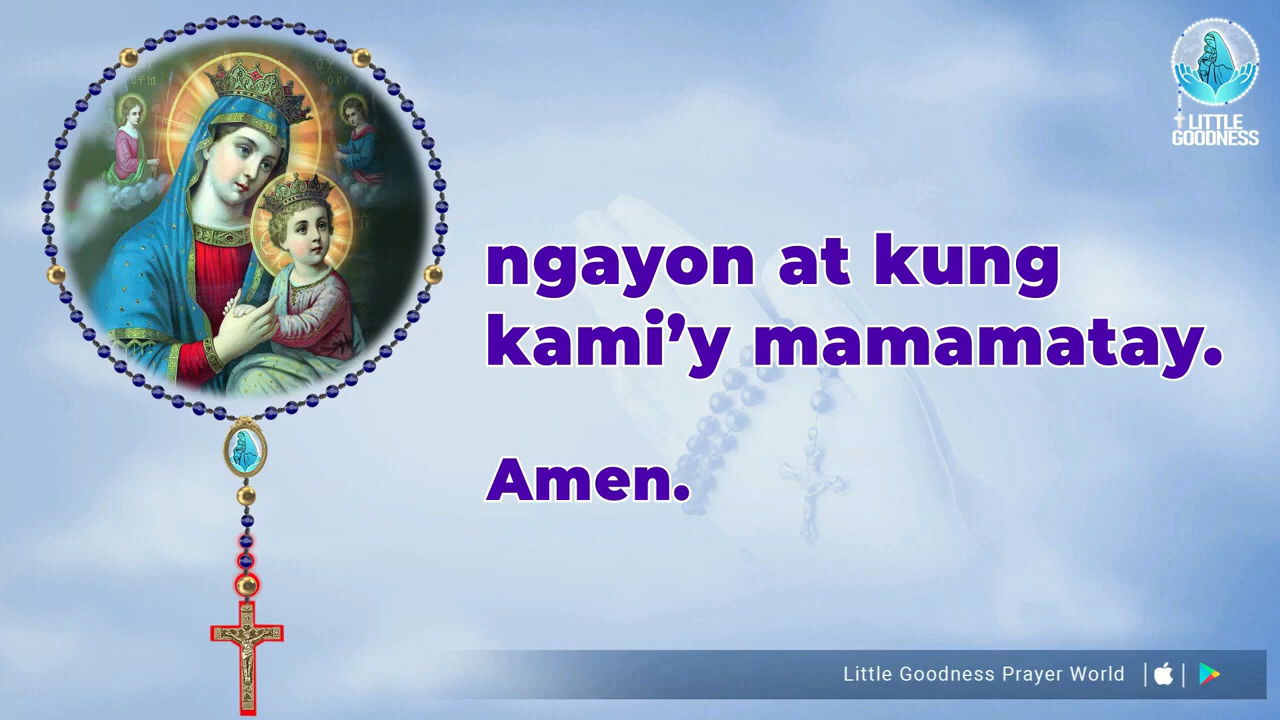 LITTLE
GOODNESS
ngayon at kung
kami’y mamamatay.
Amen.
Little Goodness Prayer World